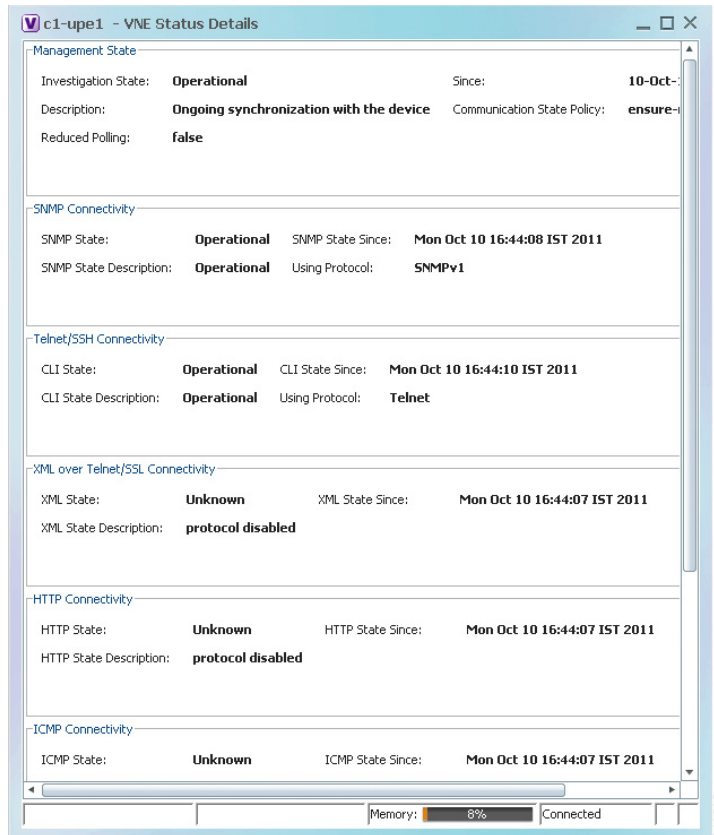 V c1-upe1 - VNE Status Details
Management State
Investigation State: Operational Since: 10-Oct-
Description: Ongoing synchronization with the device Communication State Policy: ensure-
Reduced Polling: false
SNMP Connectivity
SNMP State: Operational SNMP State Since: Mon Oct 10 16:44:08 IST 2011
SNMP State Description: Operational Using Protocol: SNMPv1
Telnet/SSH Connectivity
CLI State: Operational CLI State Since: Mon Oct 10 16:44:10 IST 2011
CLI State Description: Operational Using Protocol: Telnet
XML over Telnet/SSL Connectivity
XML State: Unknown XML State Since: Mon Oct 10 16:44:07 IST 2011
XML State Description: protocol disabled
HTTP Connectivity
HTTP State: Unknown HTTP State Since: Mon Oct 10 16:44:07 IST 2011
HTTP State Description: protocol disabled
ICMP Connectivity
ICMP State: Unknown ICMP State Since: Mon Oct 10 16:44:07 IST 2011
Memory: 8% Connected